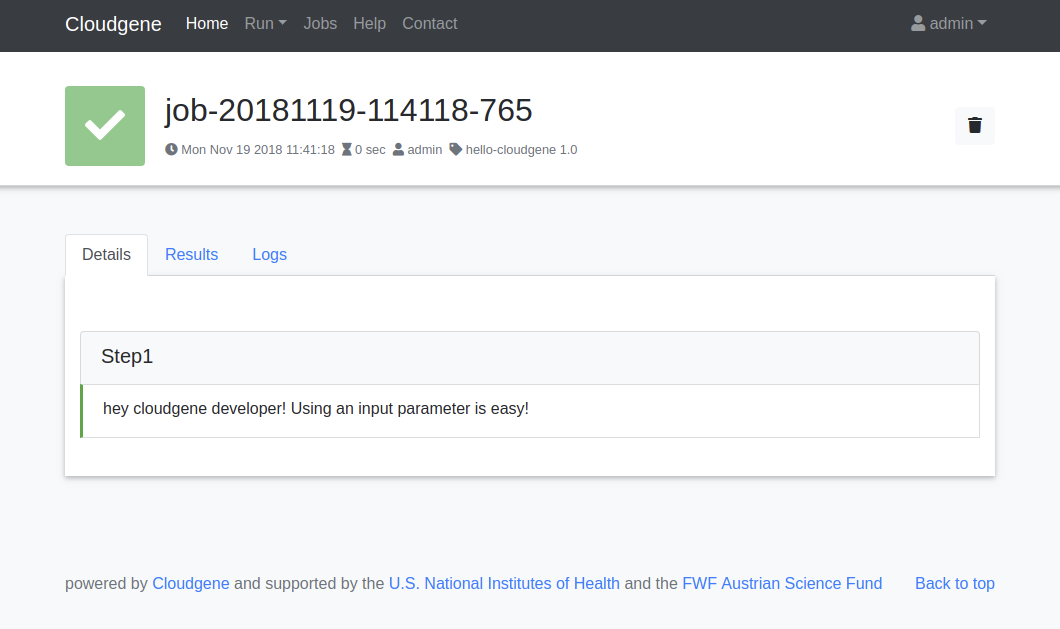 Cloudgene Home Run Jobs Help Contact admin
job-20181119-114118-765
Mon Nov 19 2018 11:41:18 0 sec admin hello-cloudgene 1.0
Details Results Logs
Step1
hey cloudgene developer! Using an input parameter is easy!
powered by Cloudgene and supported by the U.S. National Institutes of Health and the FWF Austrian Science Fund Back to top